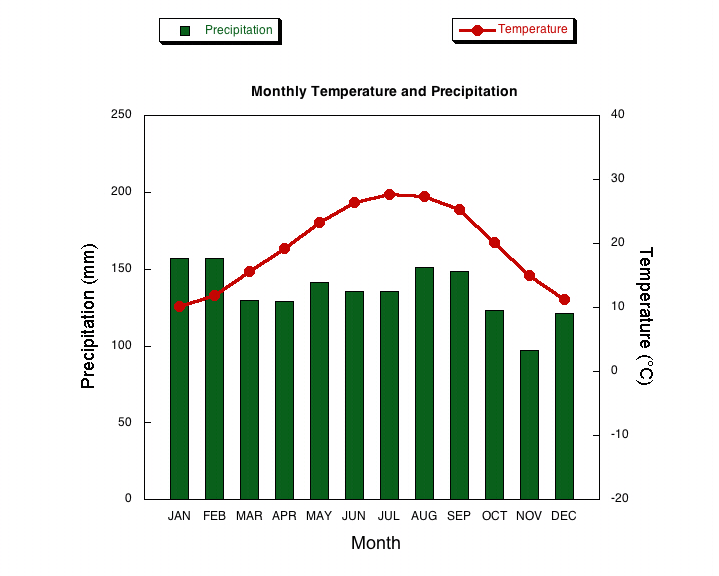 Precipitation
Temperature
Monthly Temperature and Precipitation
250
200
150
100
50
0
Precipitation (mm)
40
30
20
10
0
-10
-20
Temperature (°C)
JAN FEB MAR APR MAY JUN JUL AUG SEP OCT NOV DEC
Month